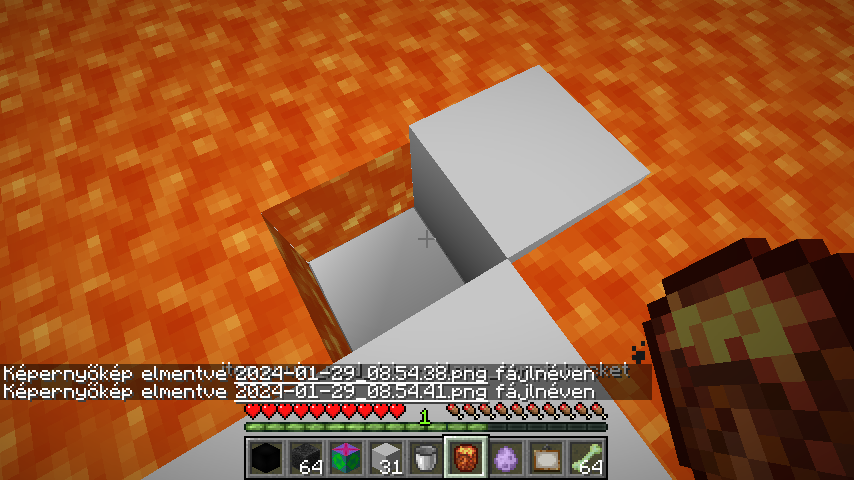 Képernyőkép elmentve 2024-01-29_08.54.38.png fájlnéven
Képernyőkép elmentve 2024-01-29_08.54.41.png fájlnéven
1
64 31 64